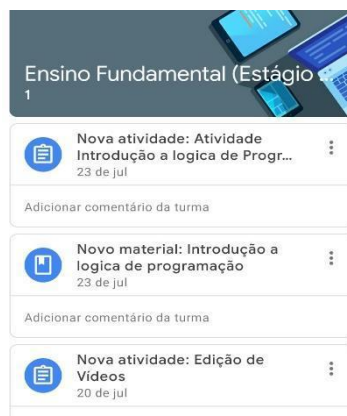 Ensino Fundamental (Estágio ...
1
Nova atividade: Atividade
Introdução a logica de Progr...
23 de jul
Adicionar comentário da turma
Novo material: Introdução a
logica de programação
23 de jul
Adicionar comentário da turma
Nova atividade: Edição de
Vídeos
20 de jul